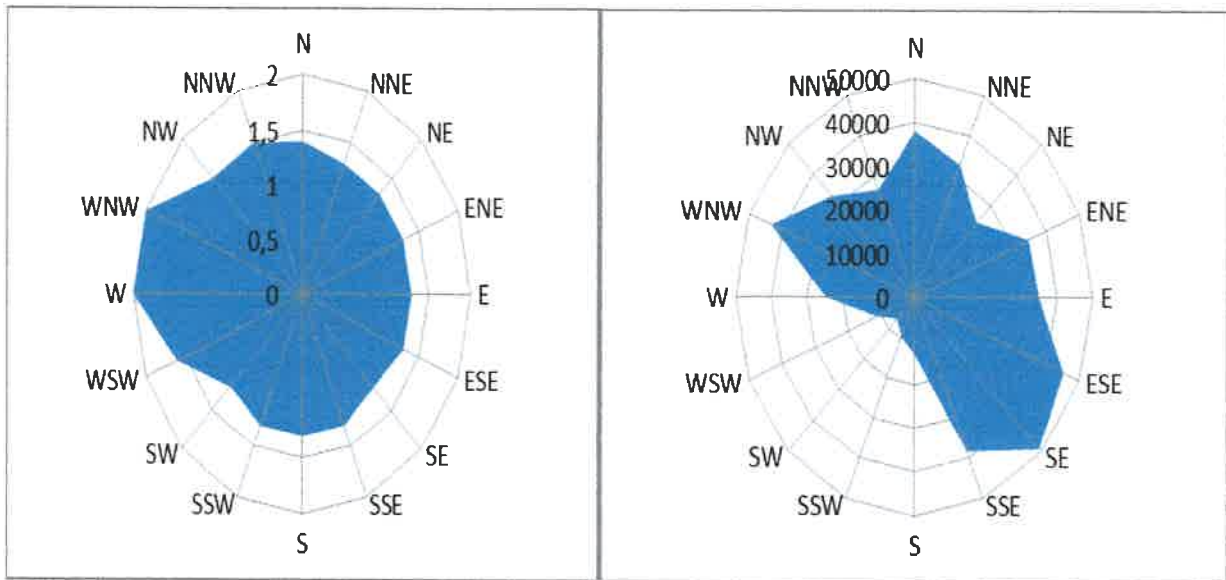 N
NNW 2 NNE
NW 1,5 NE
WNW 1 ENE
0,5
W 0 E
WSW ESE
SW SE
SSW SSE
S
N
NNW 50000 NNE
40000
NW NE
30000
WNW 20000 ENE
10000
W 0 E
WSW ESE
SW SE
SSW SSE
S